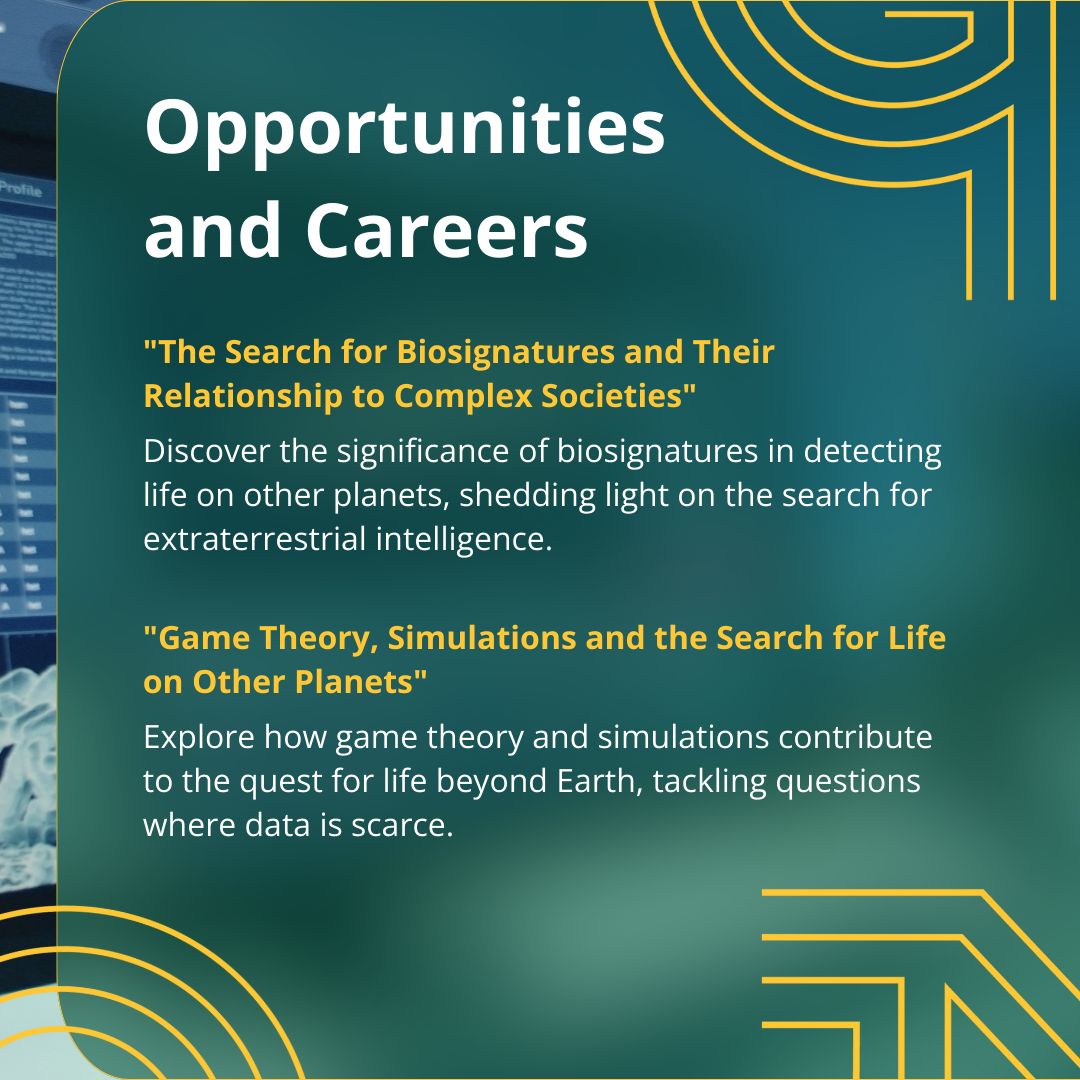 Opportunities
and Careers
"The Search for Biosignatures and Their
Relationship to Complex Societies"
Discover the significance of biosignatures in detecting
life on other planets, shedding light on the search for
extraterrestrial intelligence.
"Game Theory, Simulations and the Search for Life
on Other Planets"
Explore how game theory and simulations contribute
to the quest for life beyond Earth, tackling questions
where data is scarce.
Profile